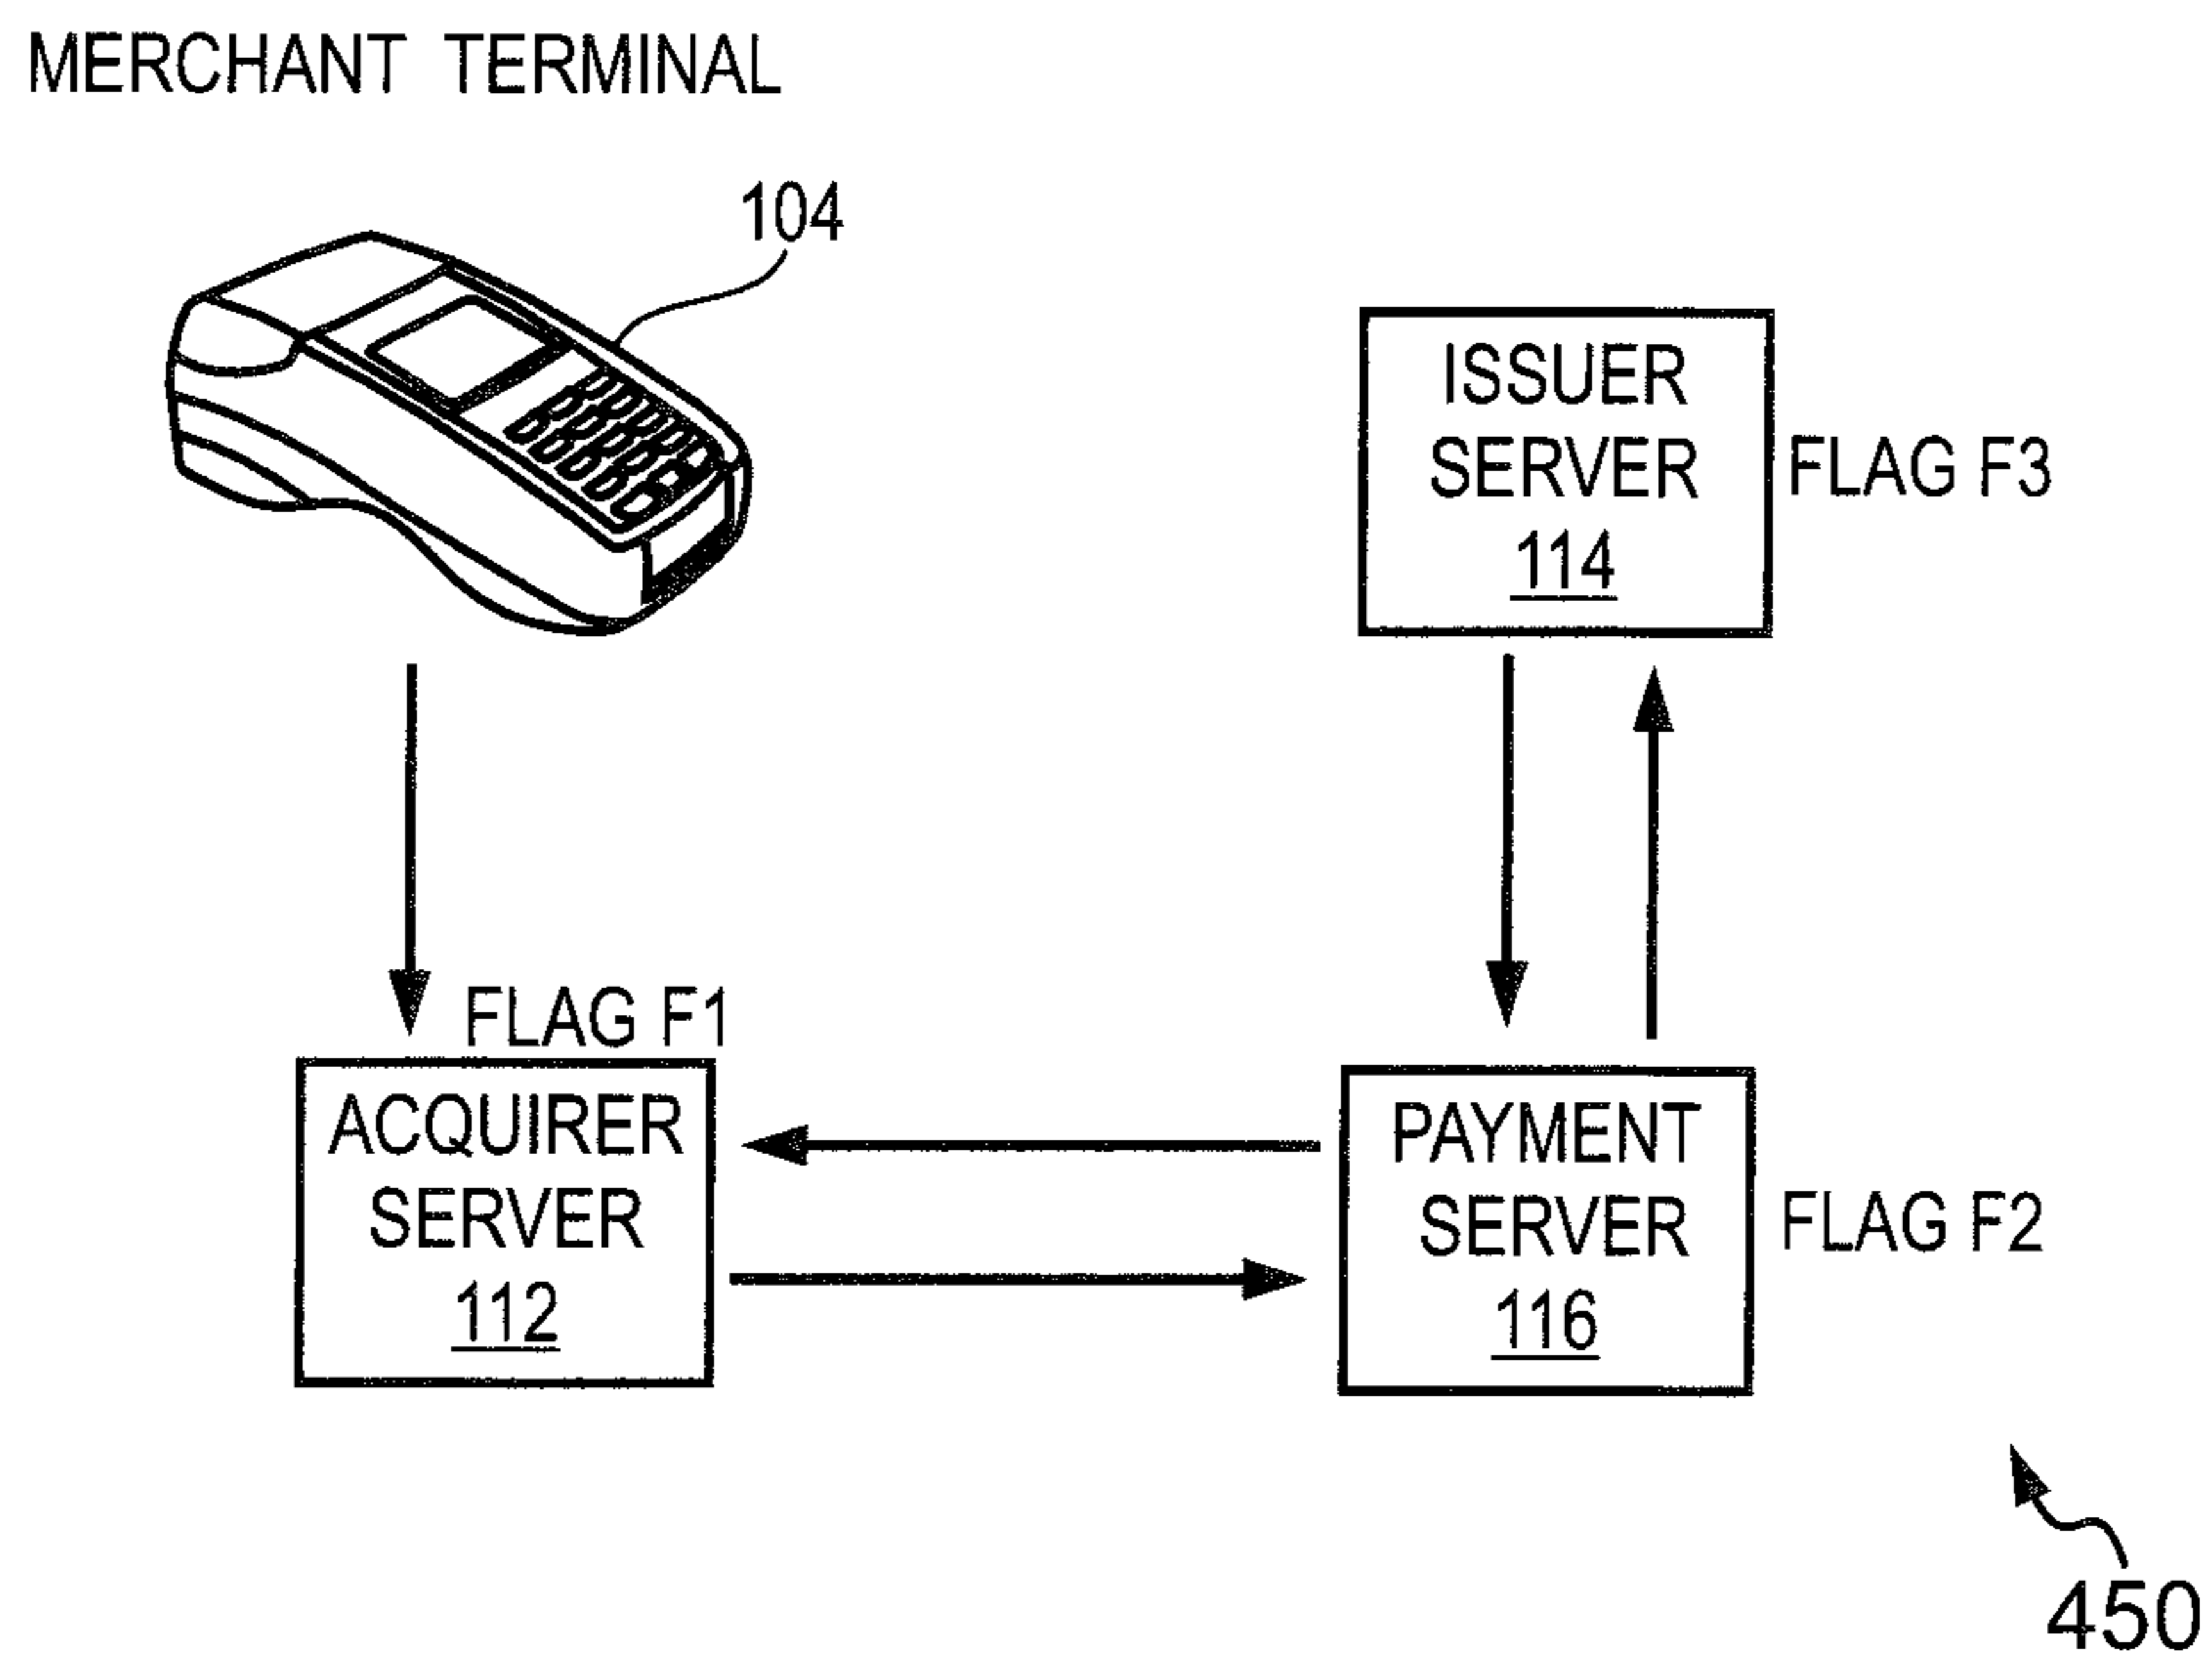 MERCHANT TERMINAL
104
ISSUER
SERVER
114
FLAG F3
FLAG F1
ACQUIRER
SERVER
112
PAYMENT
SERVER
116
FLAG F2
450